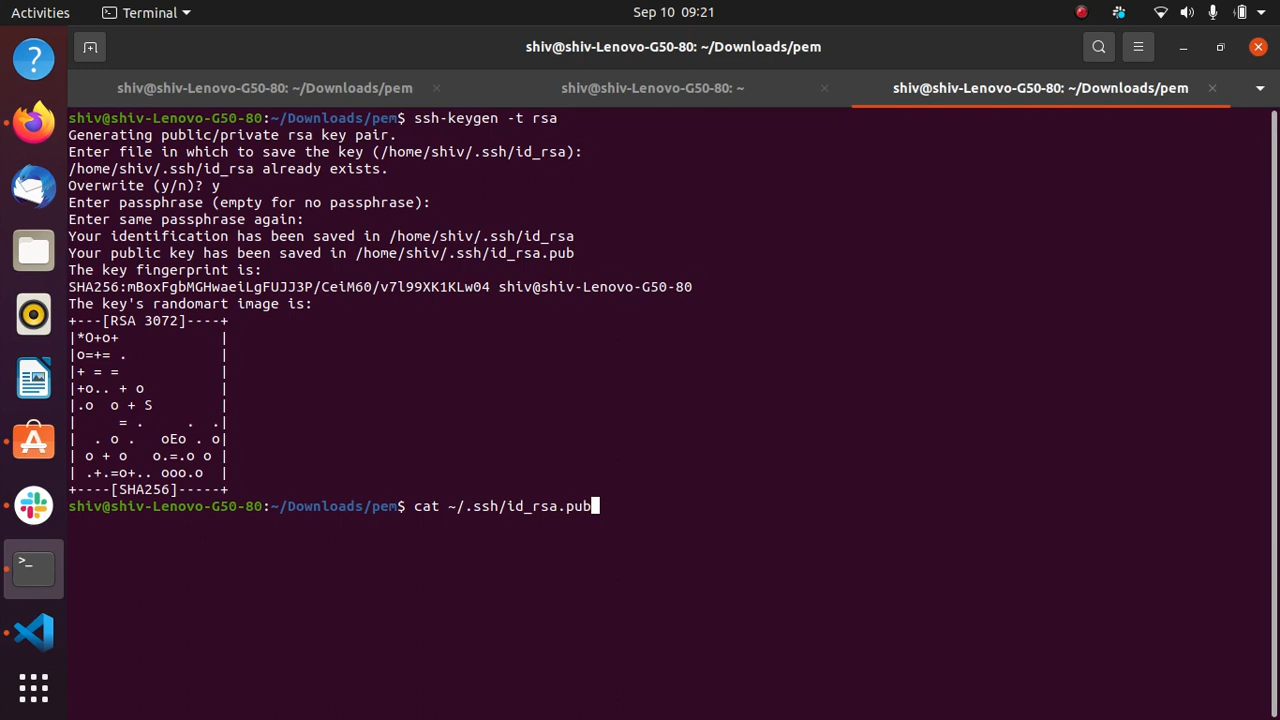 Activities
Terminal
Sep 10 09:21
shiv@shiv-Lenovo-G50-80: ~/Downloads/pem
shiv@shiv-Lenovo-G50-80: ~/Downloads/pem
shiv@shiv-Lenovo-G50-80: ~
shiv@shiv-Lenovo-G50-80: ~/Downloads/pem
shiv@shiv-Lenovo-G50-80:~/Downloads/pem$ ssh-keygen -t rsa
Generating public/private rsa key pair.
Enter file in which to save the key (/home/shiv/.ssh/id_rsa):
/home/shiv/.ssh/id_rsa already exists.
Overwrite (y/n)? y
Enter passphrase (empty for no passphrase):
Enter same passphrase again:
Your identification has been saved in /home/shiv/.ssh/id_rsa
Your public key has been saved in /home/shiv/.ssh/id_rsa.pub
The key fingerprint is:
SHA256:mBoxFgbMGHwaeiLgFUJJ3P/CeiM60/v7l99XK1KLw04 shiv@shiv-Lenovo-G50-80
The key's randomart image is:
+---[RSA 3072]----+
|*O+o+            |
|o=+= .           |
|+ = =            |
|+o.. + o         |
|.o  o + S        |
|     = .     .  .|
|  . o .   oEo . o|
| o + o   o.=.o o |
| .+.=o+.. ooo.o  |
+----[SHA256]-----+
shiv@shiv-Lenovo-G50-80:~/Downloads/pem$ cat ~/.ssh/id_rsa.pub